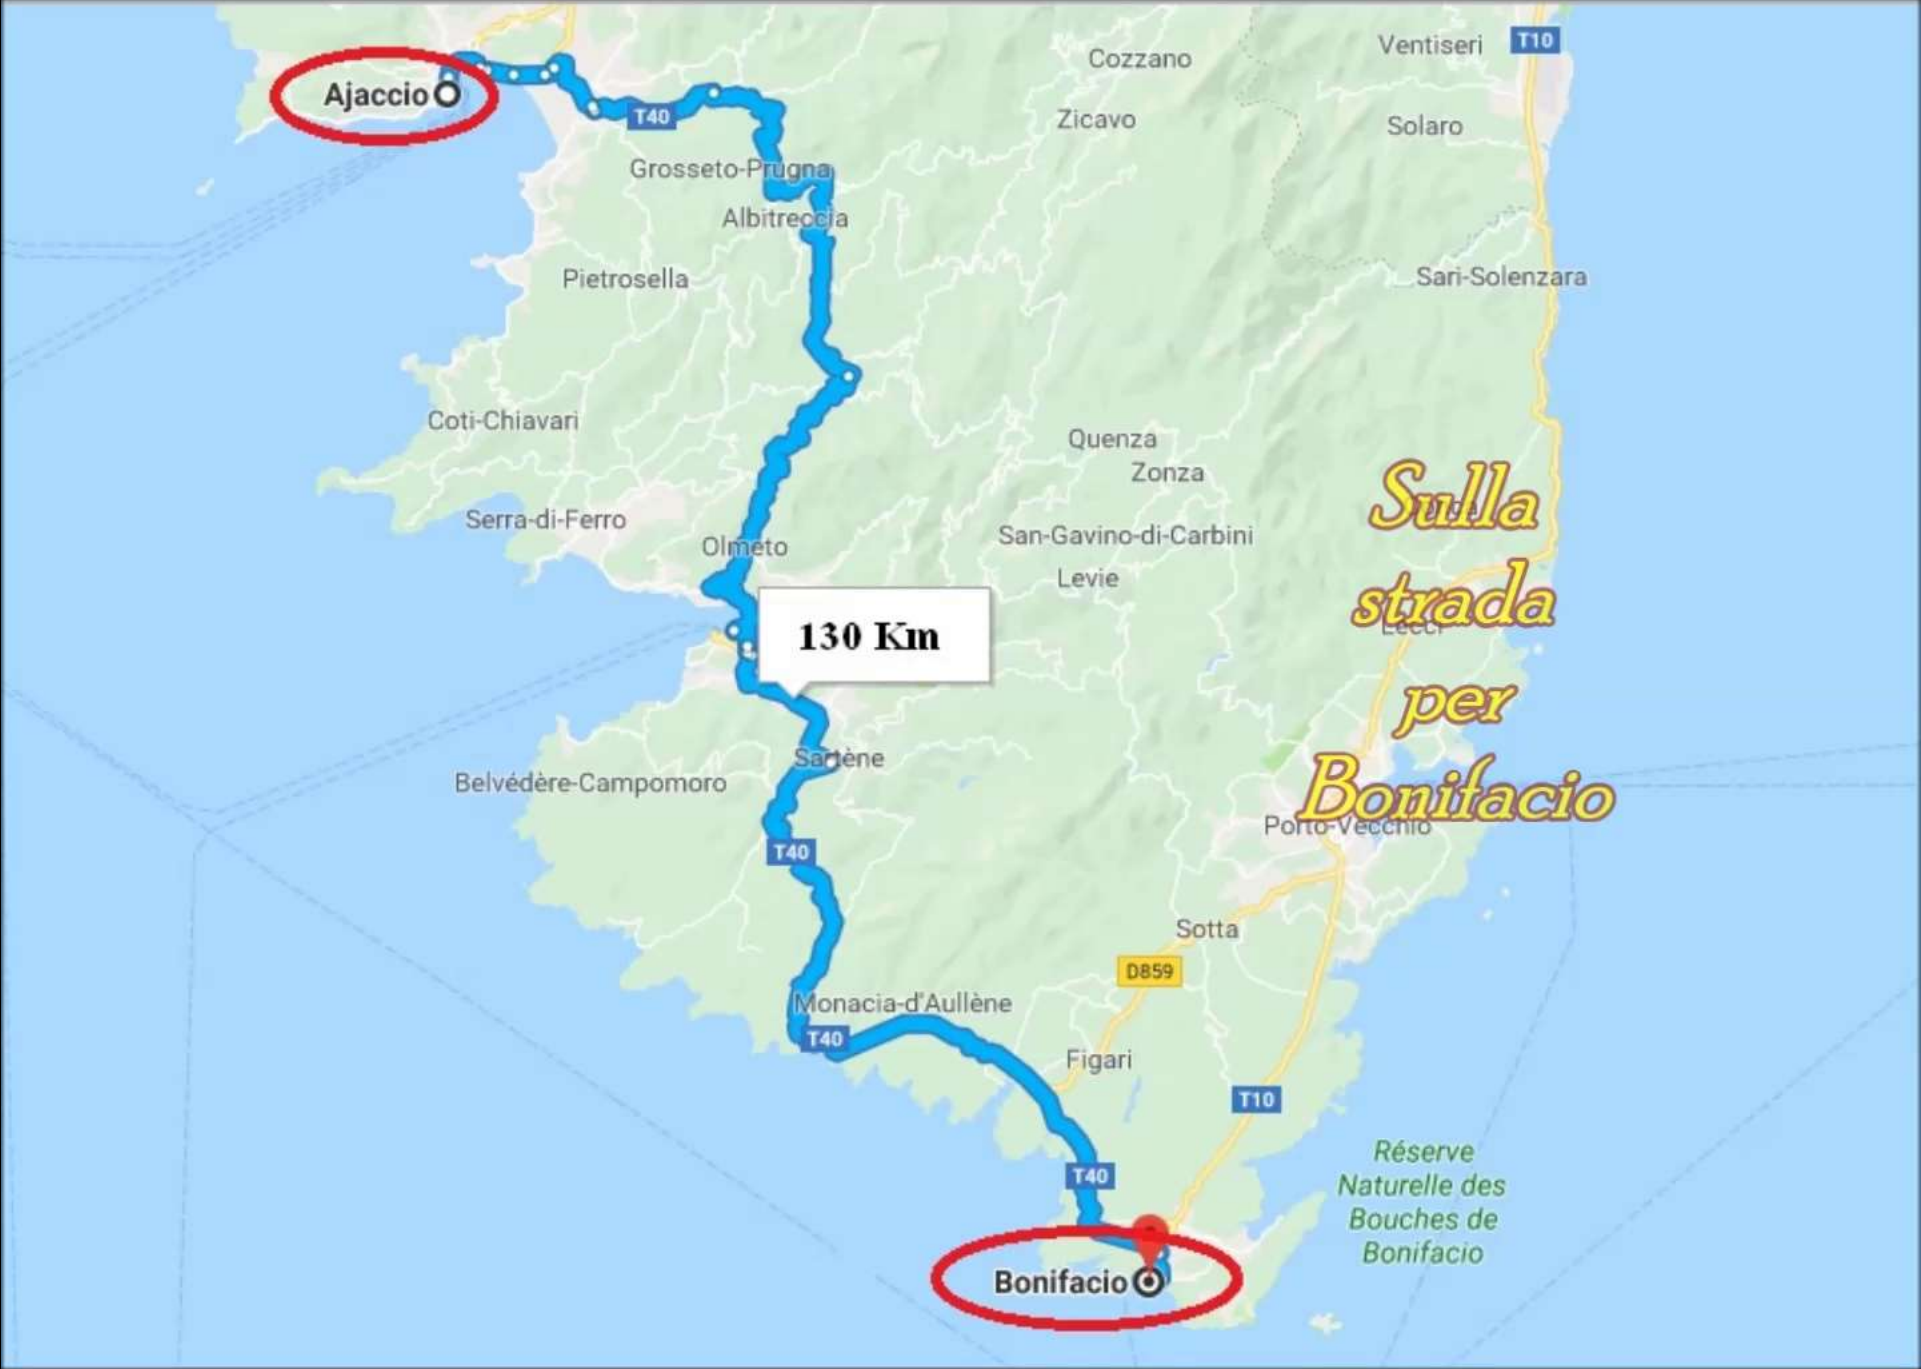 Cozzano
Ventiseri
T10
Ajaccio
T40
Zicavo
Solaro
Grosseto-Prugna
Albitreccia
Pietrosella
Sari-Solenzara
Coti-Chiavari
Quenza
Zonza
Serra-di-Ferro
Olmeto
San-Gavino-di-Carbini
Levie
130 Km
Sulla
strada
Lecci
per
Bonifacio
Sartène
Belvédère-Campomoro
Porto-Vecchio
T40
Sotta
D859
Monacia-d'Aullène
T40
Figari
T10
T40
Réserve
Naturelle des
Bouches de
Bonifacio
Bonifacio